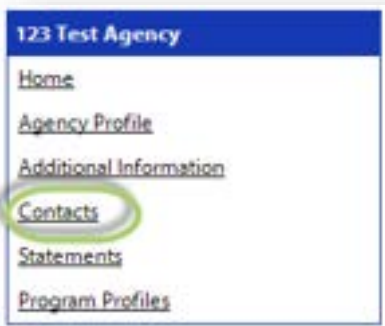 123 Test Agency
Home
Agency Profile
Additional Information
Contacts
Statements
Program Profiles